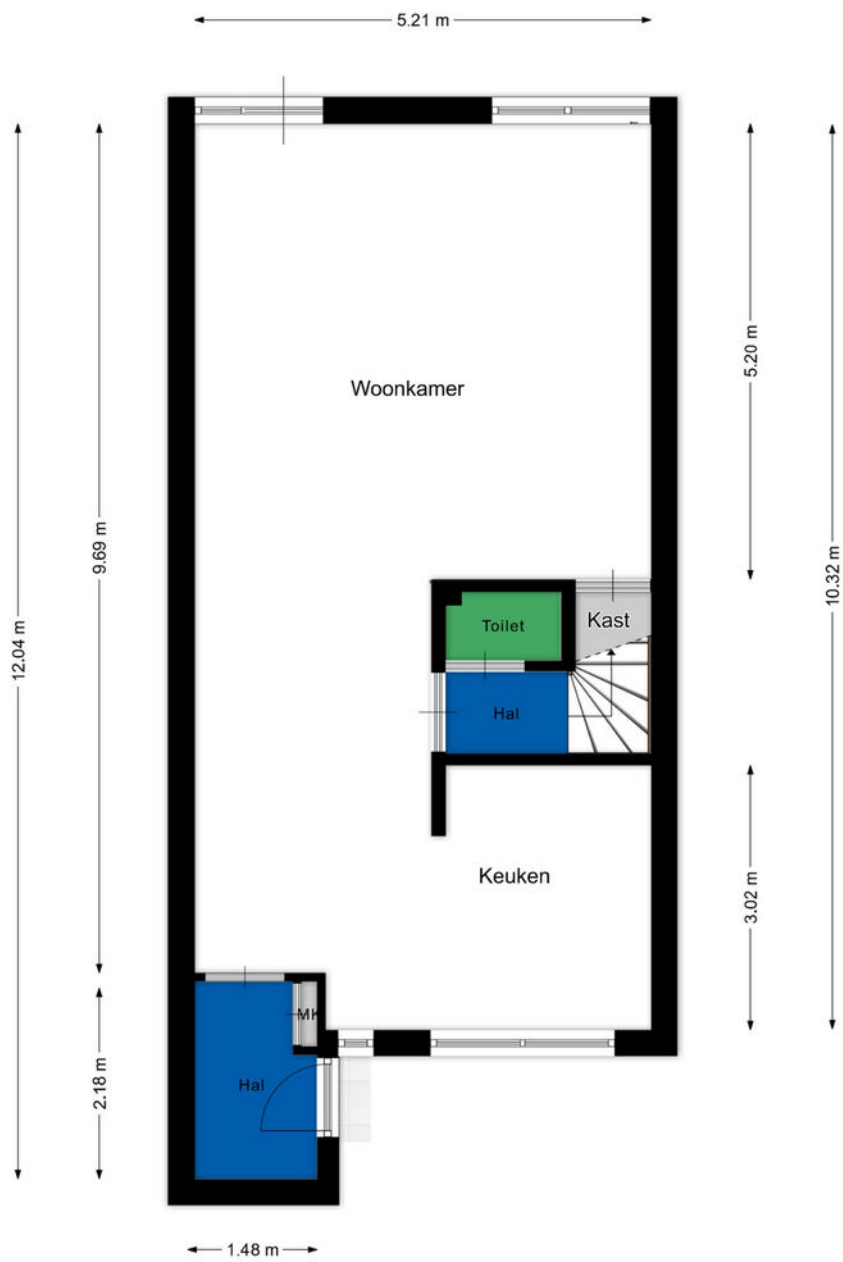 5.21 m
Woonkamer
5.20 m
9.69 m
10.32 m
12.04 m
Toilet
Kast
Hal
Keuken
3.02 m
MK
Hal
2.18 m
1.48 m